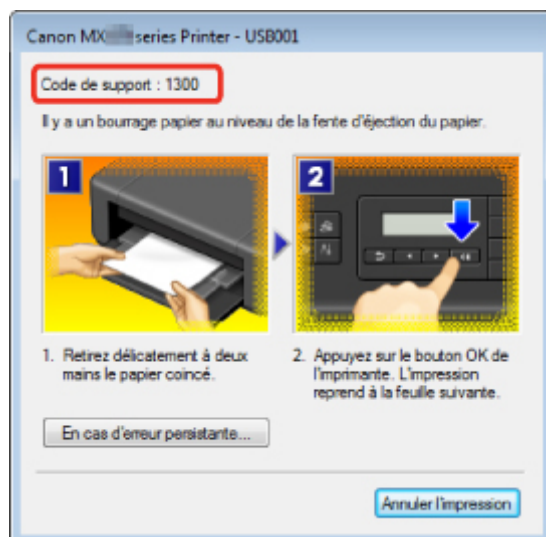 Canon MX series Printer - USB001
Code de support : 1300
Il y a un bourrage papier au niveau de la fente d'éjection du papier.
1
2
1. Retirez délicatement à deux
mains le papier coincé.
2. Appuyez sur le bouton OK de
l'imprimante. L'impression
reprend à la feuille suivante.
En cas d'erreur persistante...
Annuler l'impression